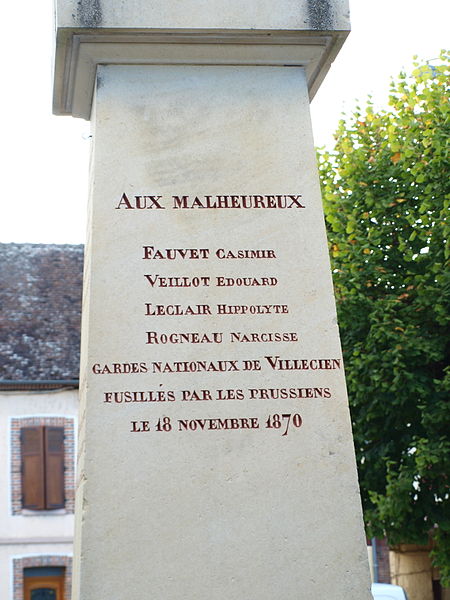 AUX MALHEUREUX
FAUVET CASIMIR
VEILLOT EDOUARD
LECLAIR HIPPOLYTE
ROGNEAU NARCISSE
GARDES NATIONAUX DE VILLECIEN
FUSILLÉS PAR LES PRUSSIENS
LE 18 NOVEMBRE 1870